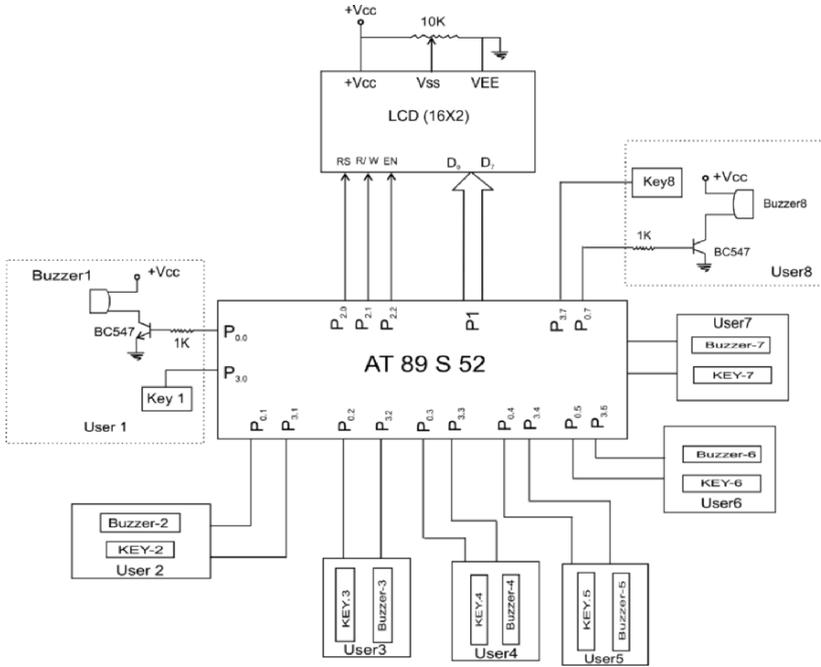 +Vcc
10K
+Vcc Vss VEE
LCD (16X2)
RS R/ W EN D0 D7
Key8
+Vcc
Buzzer8
1K
BC547
User8
Buzzer1
+Vcc
BC547
1K
Key 1
User 1
P2.0 P2.1 P2.2 P1 P3.7 P0.7
P0.0
P3.0
AT 89 S 52
P0.1 P3.1 P0.2 P3.2 P0.3 P3.3 P0.4 P3.4 P0.5 P3.5
User7
Buzzer-7
KEY-7
Buzzer-6
KEY-6
User6
Buzzer-2
KEY-2
User 2
KEY.3 Buzzer-3
User3
KEY.4 Buzzer-4
User4
KEY.5 Buzzer-5
User5